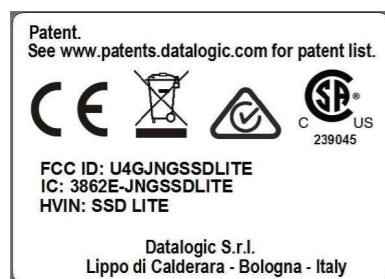 Patent.
See www.patents.datalogic.com for patent list.
CE
SA ®
C US
239045
FCC ID: U4GJNGSSDLITE
IC: 3862E-JNGSSDLITE
HVIN: SSD LITE
Datalogic S.r.l.
Lippo di Calderara - Bologna - Italy